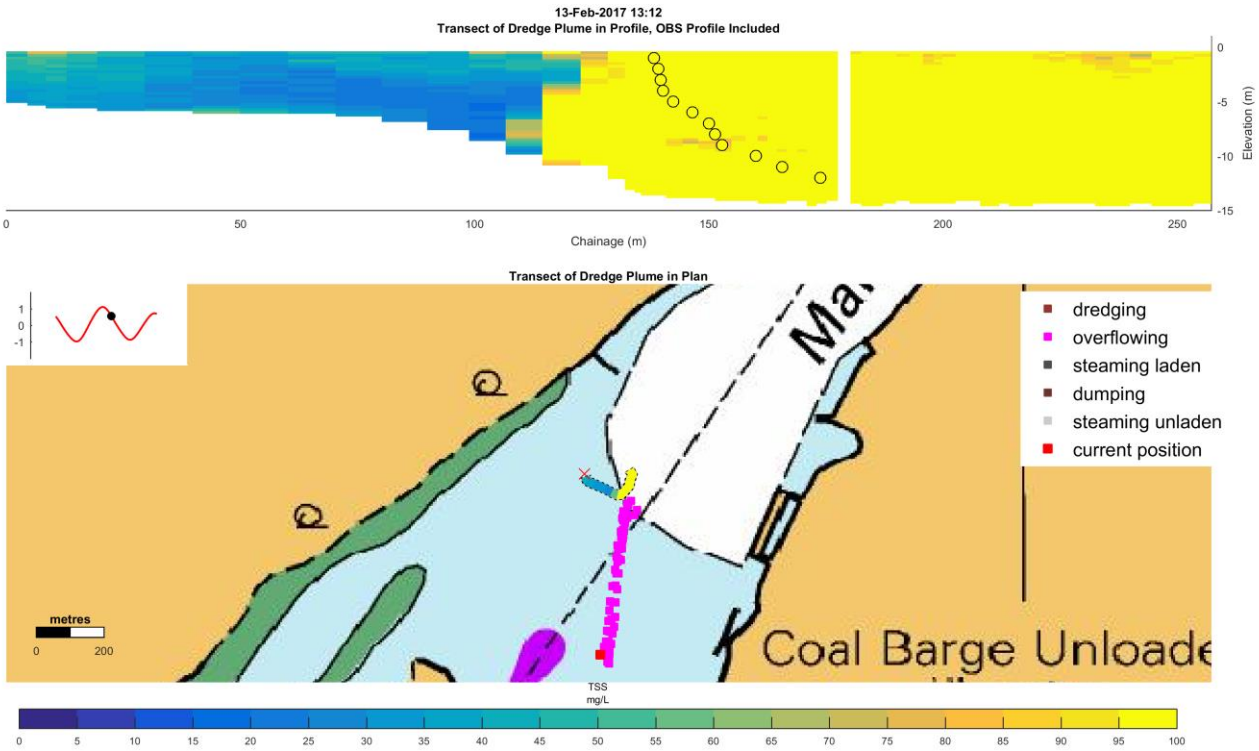 13-Feb-2017 13:12
Transect of Dredge Plume in Profile, OBS Profile Included
0
-5
-10
-15
Elevation (m)
0 50 100 150 200 250
Chainage (m)
Transect of Dredge Plume in Plan
1
0
-1
Mai
dredging
overflowing
steaming laden
dumping
steaming unladen
current position
metres
0 200
Coal Barge Unloade
TSS
mg/L
0 5 10 15 20 25 30 35 40 45 50 55 60 65 70 75 80 85 90 95 100